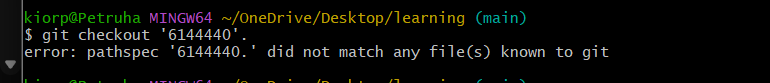 kiorp@Petruha MINGW64 ~/OneDrive/Desktop/learning (main)
$ git checkout '6144440'.
error: pathspec '6144440.' did not match any file(s) known to git